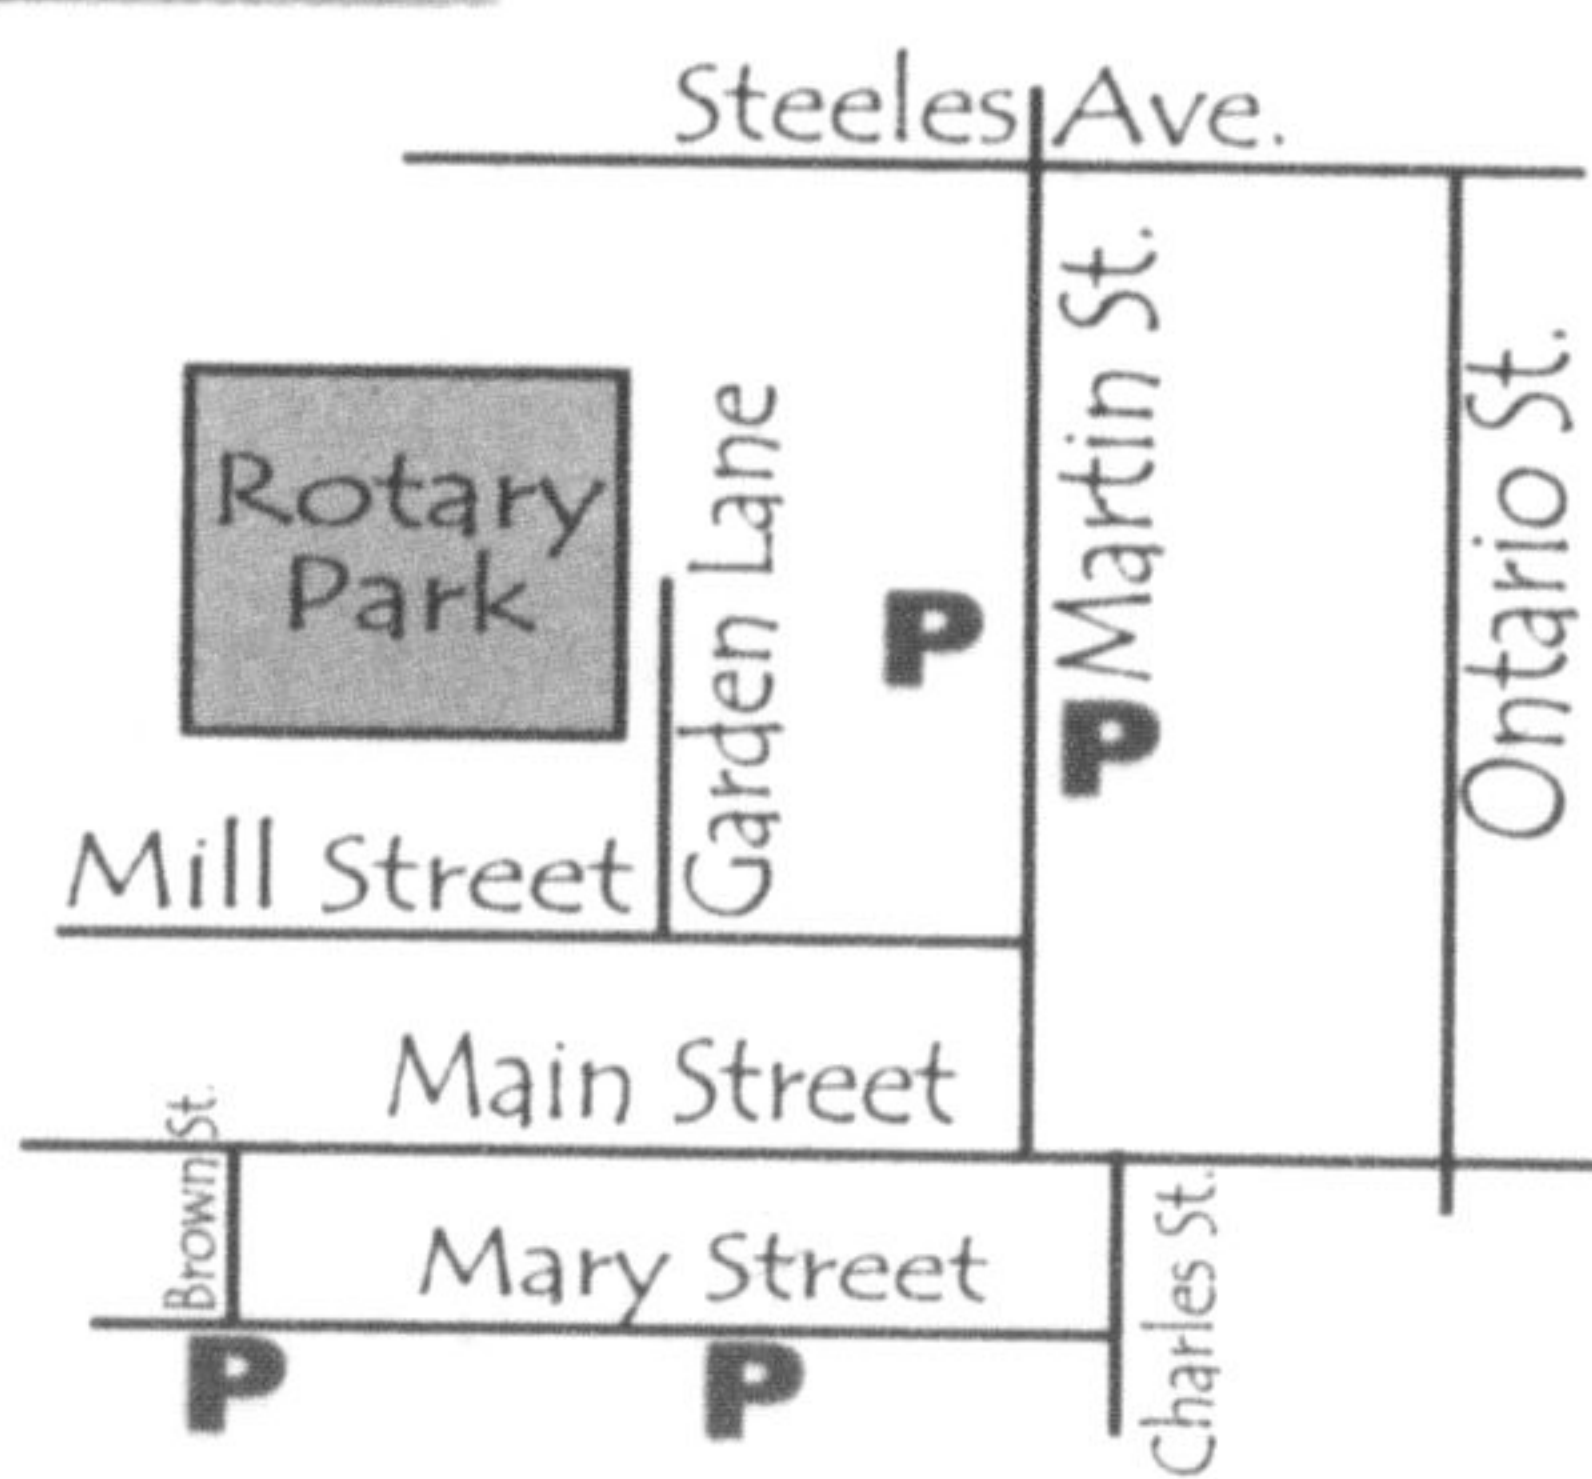 Steeles Ave.
Martin St.
Ontario St.
Rotary
Park
Garden Lane
P
P
Mill Street
Main Street
Brown St.
Mary Street
Charles St.
P
P